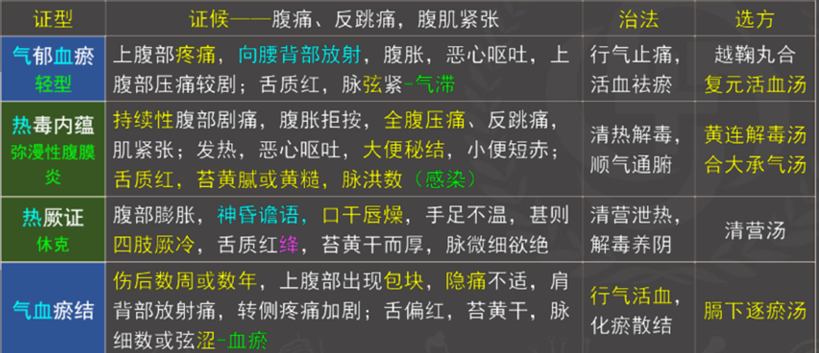 证型 证候——腹痛、反跳痛，腹肌紧张 治法 选方
气郁血瘀
轻型
上腹部疼痛，向腰背部放射，腹胀，恶心呕吐，上
腹部压痛较剧；舌质红，脉弦紧-气滞
行气止痛，
活血祛瘀
越鞠丸合
复元活血汤
热毒内蕴
弥漫性腹膜
炎
持续性腹部剧痛，腹胀拒按，全腹压痛、反跳痛，
肌紧张；发热，恶心呕吐，大便秘结，小便短赤；
舌质红，苔黄腻或黄糙，脉洪数（感染）
清热解毒，
顺气通腑
黄连解毒汤
合大承气汤
热厥证
休克
腹部膨胀，神昏谵语，口干唇燥，手足不温，甚则
四肢厥冷，舌质红绛，苔黄干而厚，脉微细欲绝
清营泄热，
解毒养阴
清营汤
气血瘀结
伤后数周或数年，上腹部出现包块，隐痛不适，肩
背部放射痛，转侧疼痛加剧；舌偏红，苔黄干，脉
细数或弦涩-血瘀
行气活血，
化瘀散结
膈下逐瘀汤